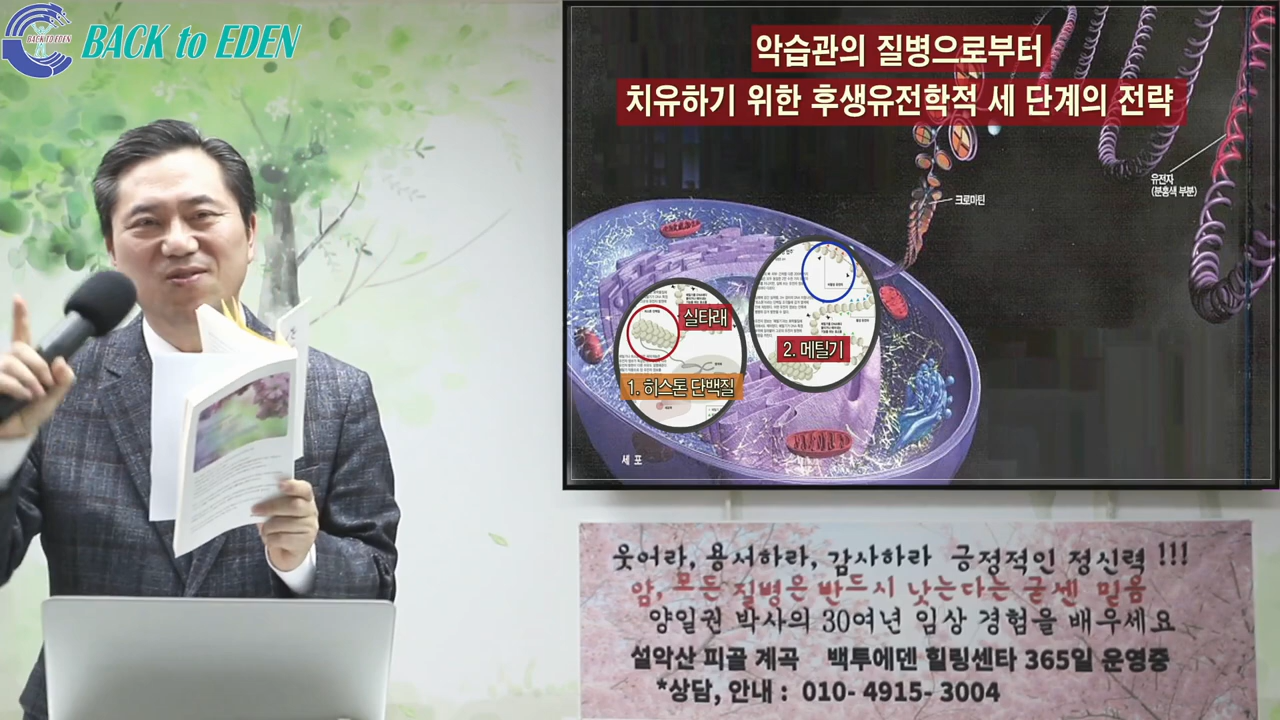 BACK TO EDEN
BACK to EDEN
악습관의 질병으로부터
치유하기 위한 후생유전학적 세 단계의 전략
유전자
(분홍색 부분)
크로마틴
실타래
2. 메틸기
1. 히스톤 단백질
세포
웃어라, 용서하라, 감사하라 긍정적인 정신력 !!!
암, 모든 질병은 반드시 낫는다는 굳센 믿음
양일권 박사의 30여년 임상 경험을 배우세요
설악산 피골 계곡 백투에덴 힐링센타 365일 운영중
*상담, 안내 : 010- 4915- 3004